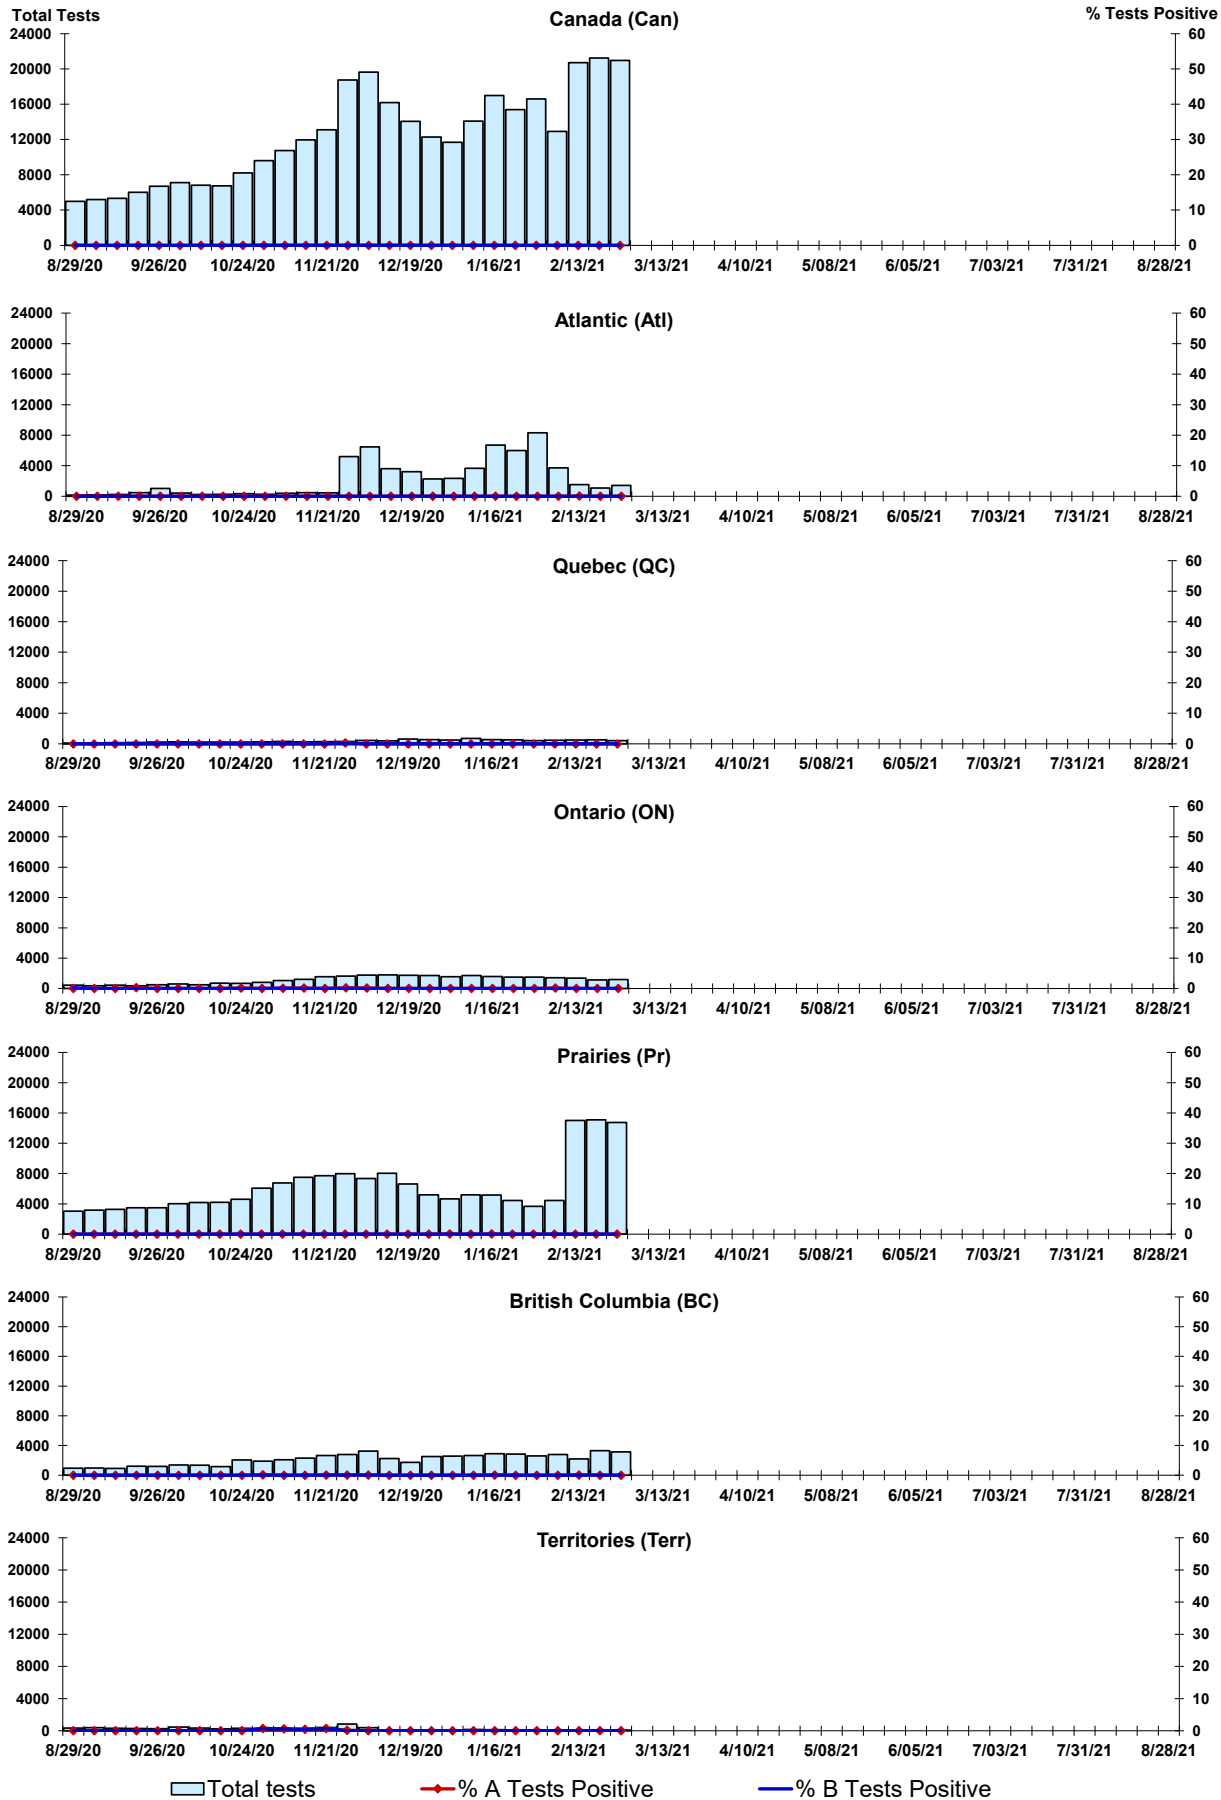 Total Tests
Canada (Can)
% Tests Positive
24000 60
20000 50
16000 40
12000 30
8000 20
4000 10
0 0
8/29/20 9/26/20 10/24/20 11/21/20 12/19/20 1/16/21 2/13/21 3/13/21 4/10/21 5/08/21 6/05/21 7/03/21 7/31/21 8/28/21
Atlantic (Atl)
24000 60
20000 50
16000 40
12000 30
8000 20
4000 10
0 0
8/29/20 9/26/20 10/24/20 11/21/20 12/19/20 1/16/21 2/13/21 3/13/21 4/10/21 5/08/21 6/05/21 7/03/21 7/31/21 8/28/21
Quebec (QC)
24000 60
20000 50
16000 40
12000 30
8000 20
4000 10
0 0
8/29/20 9/26/20 10/24/20 11/21/20 12/19/20 1/16/21 2/13/21 3/13/21 4/10/21 5/08/21 6/05/21 7/03/21 7/31/21 8/28/21
Ontario (ON)
24000 60
20000 50
16000 40
12000 30
8000 20
4000 10
0 0
8/29/20 9/26/20 10/24/20 11/21/20 12/19/20 1/16/21 2/13/21 3/13/21 4/10/21 5/08/21 6/05/21 7/03/21 7/31/21 8/28/21
Prairies (Pr)
24000 60
20000 50
16000 40
12000 30
8000 20
4000 10
0 0
8/29/20 9/26/20 10/24/20 11/21/20 12/19/20 1/16/21 2/13/21 3/13/21 4/10/21 5/08/21 6/05/21 7/03/21 7/31/21 8/28/21
British Columbia (BC)
24000 60
20000 50
16000 40
12000 30
8000 20
4000 10
0 0
8/29/20 9/26/20 10/24/20 11/21/20 12/19/20 1/16/21 2/13/21 3/13/21 4/10/21 5/08/21 6/05/21 7/03/21 7/31/21 8/28/21
Territories (Terr)
24000 60
20000 50
16000 40
12000 30
8000 20
4000 10
0 0
8/29/20 9/26/20 10/24/20 11/21/20 12/19/20 1/16/21 2/13/21 3/13/21 4/10/21 5/08/21 6/05/21 7/03/21 7/31/21 8/28/21
Total tests % A Tests Positive % B Tests Positive